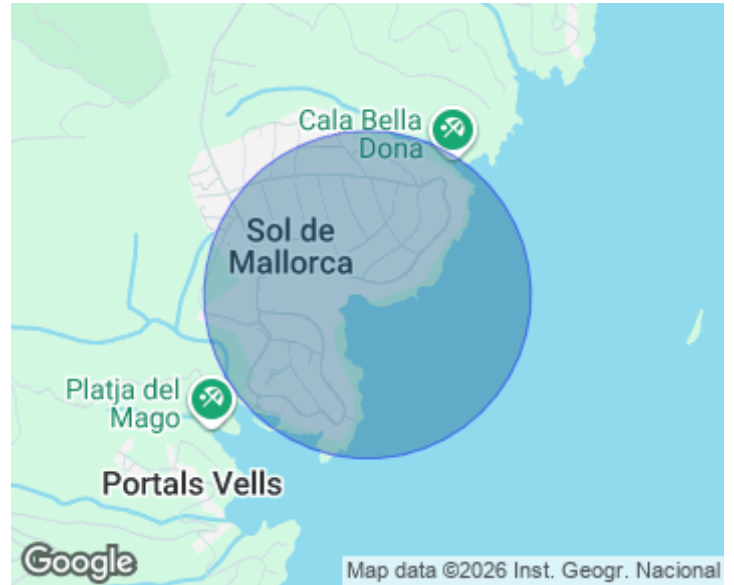 Cala Bella
Dona
Sol de
Mallorca
Platja del
Mago
Portals Vells
Google
Map data ©2026 Inst. Geogr. Nacional